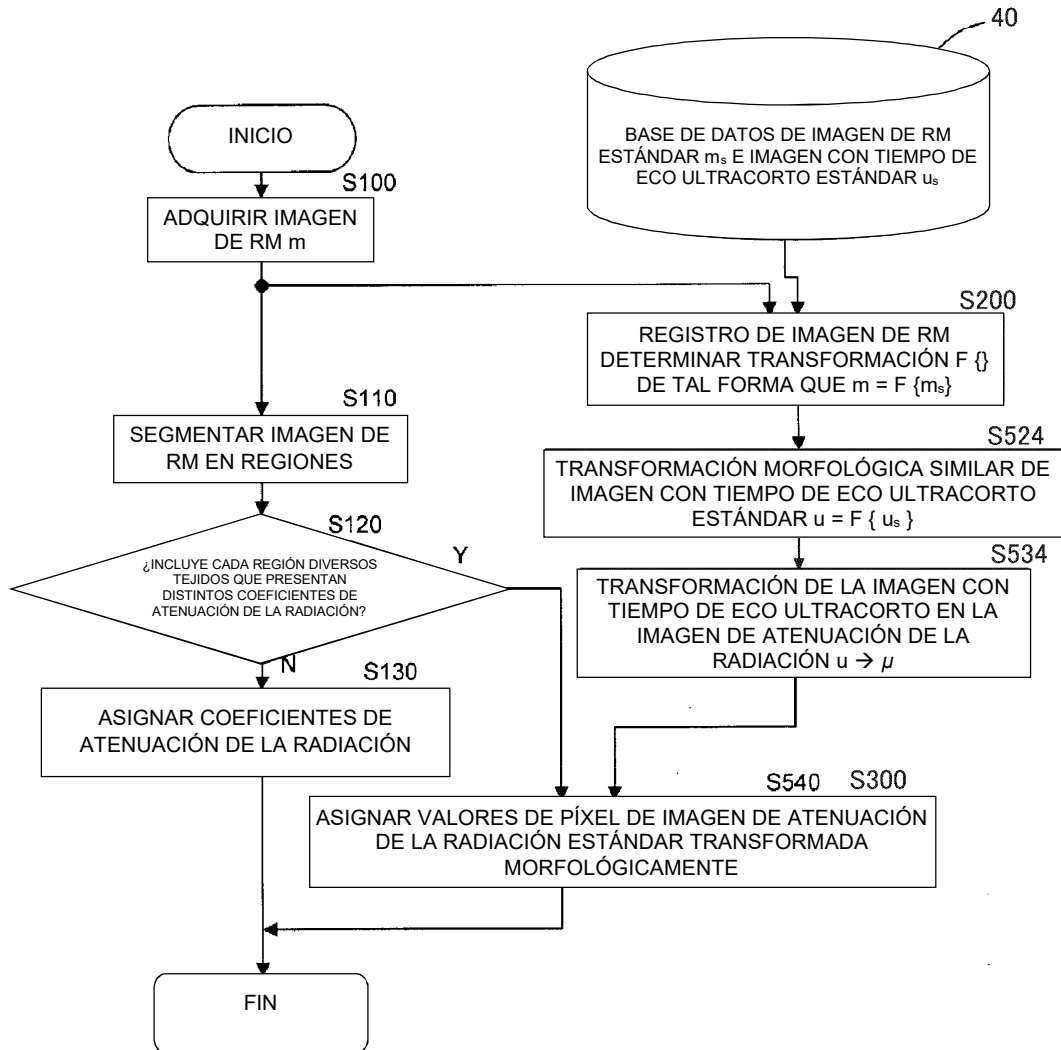 40
BASE DE DATOS DE IMAGEN DE RM
ESTÁNDAR mₛ E IMAGEN CON TIEMPO DE
ECO ULTRACORTO ESTÁNDAR uₛ
INICIO
S100
ADQUIRIR IMAGEN
DE RM m
S200
REGISTRO DE IMAGEN DE RM
DETERMINAR TRANSFORMACIÓN F {}
DE TAL FORMA QUE m = F {mₛ}
S110
SEGMENTAR IMAGEN DE
RM EN REGIONES
S524
TRANSFORMACIÓN MORFOLÓGICA SIMILAR DE
IMAGEN CON TIEMPO DE ECO ULTRACORTO
ESTÁNDAR u = F { uₛ }
S120
¿INCLUYE CADA REGIÓN DIVERSOS
TEJIDOS QUE PRESENTAN
DISTINTOS COEFICIENTES DE
ATENUACIÓN DE LA RADIACIÓN?
Y
N
S534
TRANSFORMACIÓN DE LA IMAGEN CON
TIEMPO DE ECO ULTRACORTO EN LA
IMAGEN DE ATENUACIÓN DE LA
RADIACIÓN u → μ
S130
ASIGNAR COEFICIENTES DE
ATENUACIÓN DE LA RADIACIÓN
S540 S300
ASIGNAR VALORES DE PÍXEL DE IMAGEN DE ATENUACIÓN
DE LA RADIACIÓN ESTÁNDAR TRANSFORMADA
MORFOLÓGICAMENTE
FIN